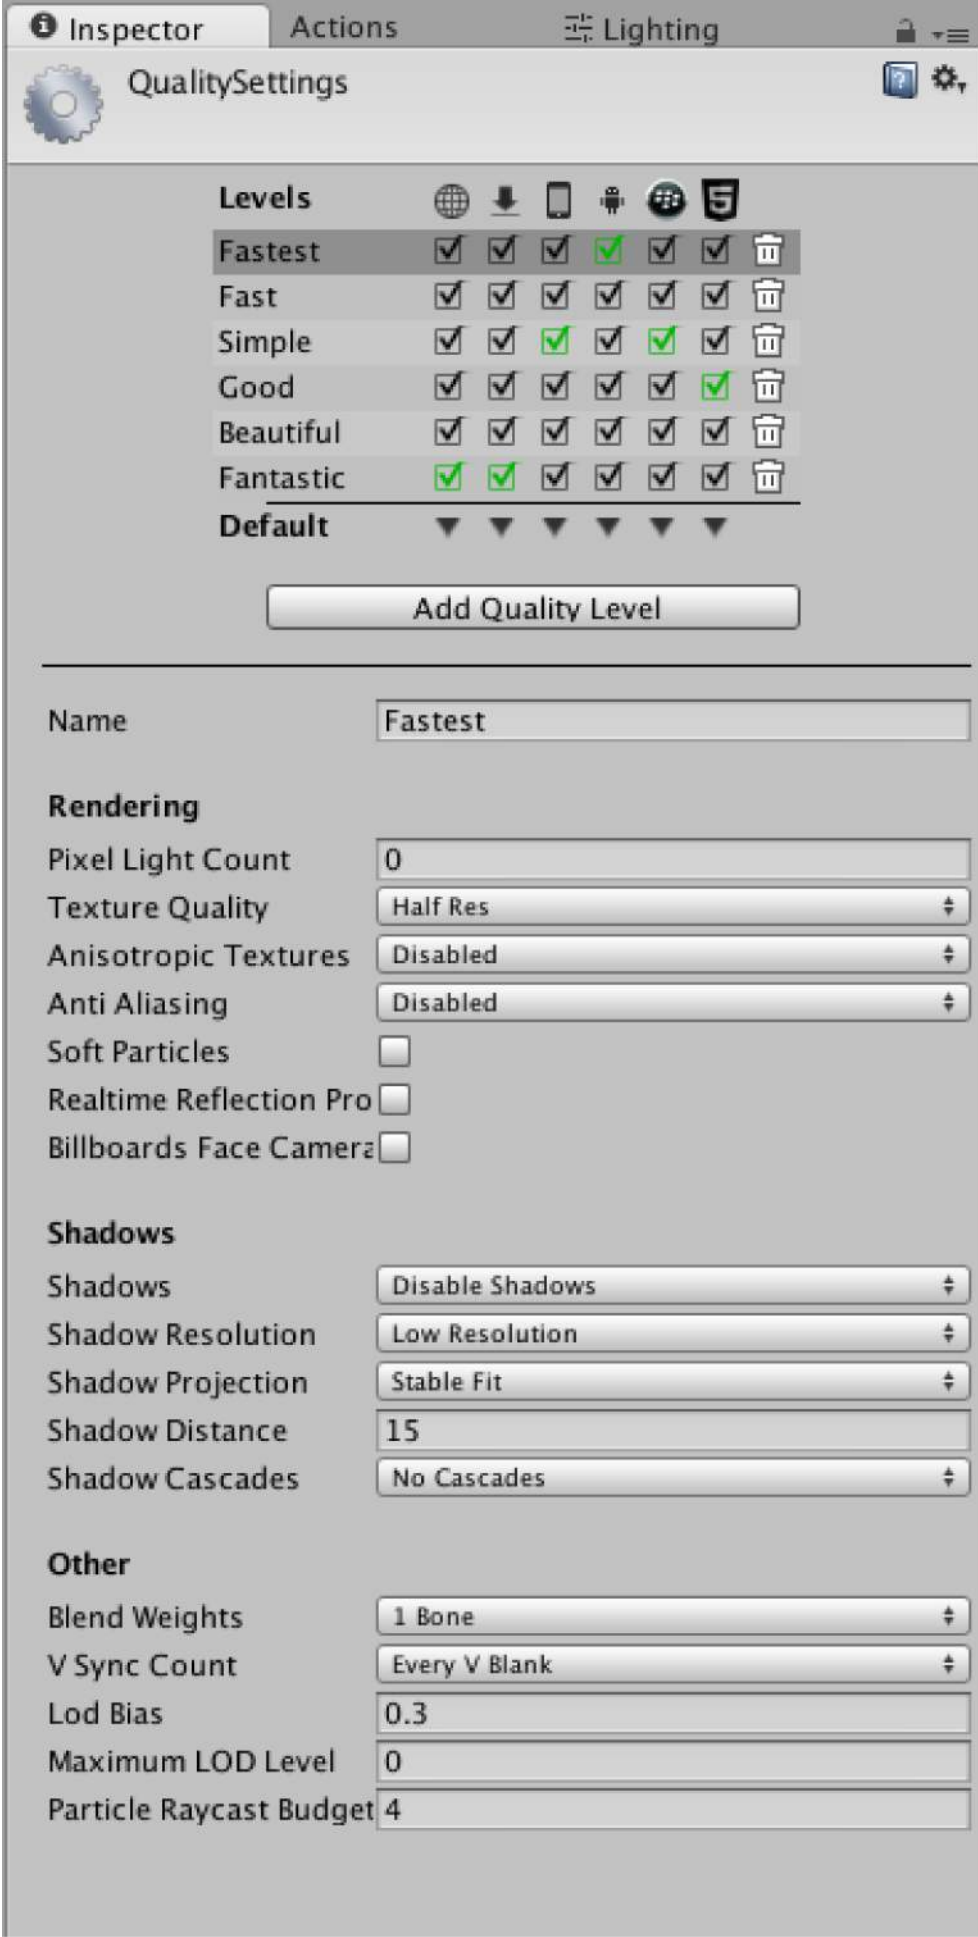 Inspector Actions Lighting
QualitySettings
Levels
Fastest
Fast
Simple
Good
Beautiful
Fantastic
Default
Add Quality Level
Name Fastest
Rendering
Pixel Light Count 0
Texture Quality Half Res
Anisotropic Textures Disabled
Anti Aliasing Disabled
Soft Particles
Realtime Reflection Pro
Billboards Face Camera
Shadows
Shadows Disable Shadows
Shadow Resolution Low Resolution
Shadow Projection Stable Fit
Shadow Distance 15
Shadow Cascades No Cascades
Other
Blend Weights 1 Bone
V Sync Count Every V Blank
Lod Bias 0.3
Maximum LOD Level 0
Particle Raycast Budget 4